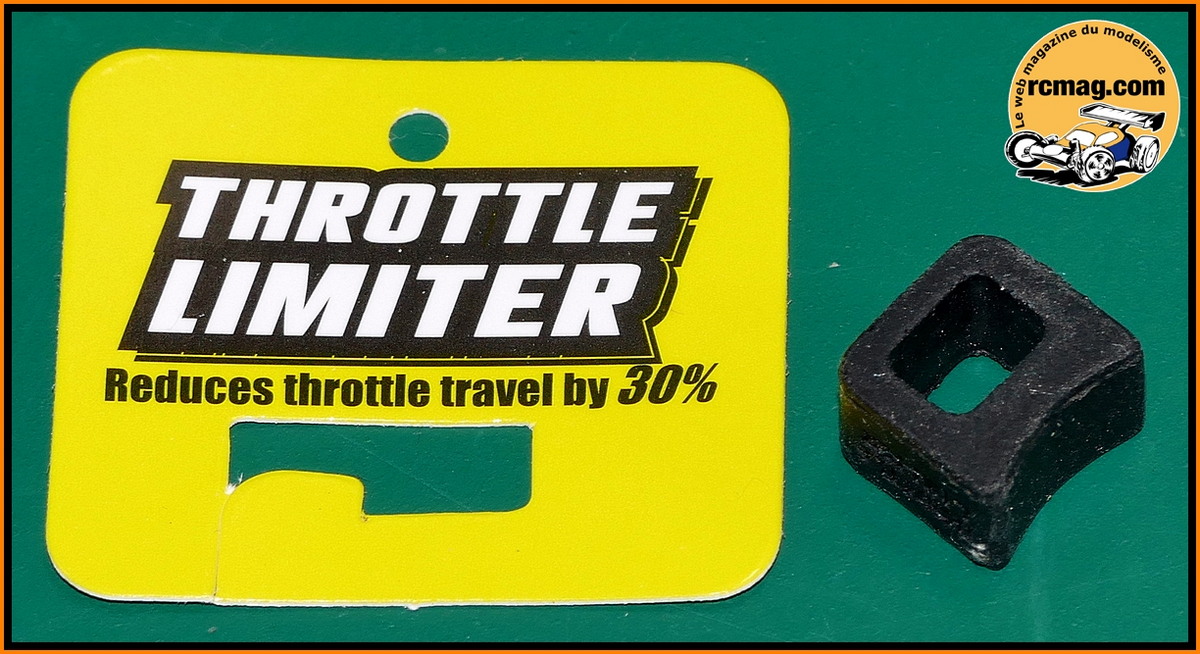 THROTTLE
LIMITER
Reduces throttle travel by 30%
Le web magazine du modelisme
rcmag.com